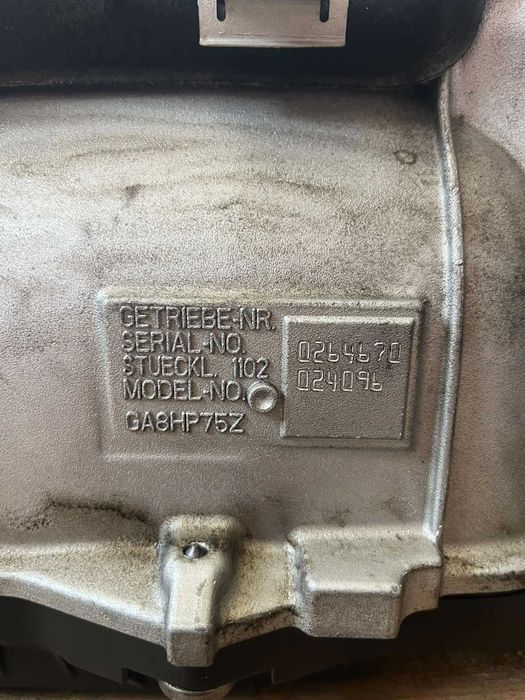 GETRIEBE-NR.
SERIAL-NO. 0264670
STUECKL. 1102 024096
MODEL-NO.
GA8HP75Z